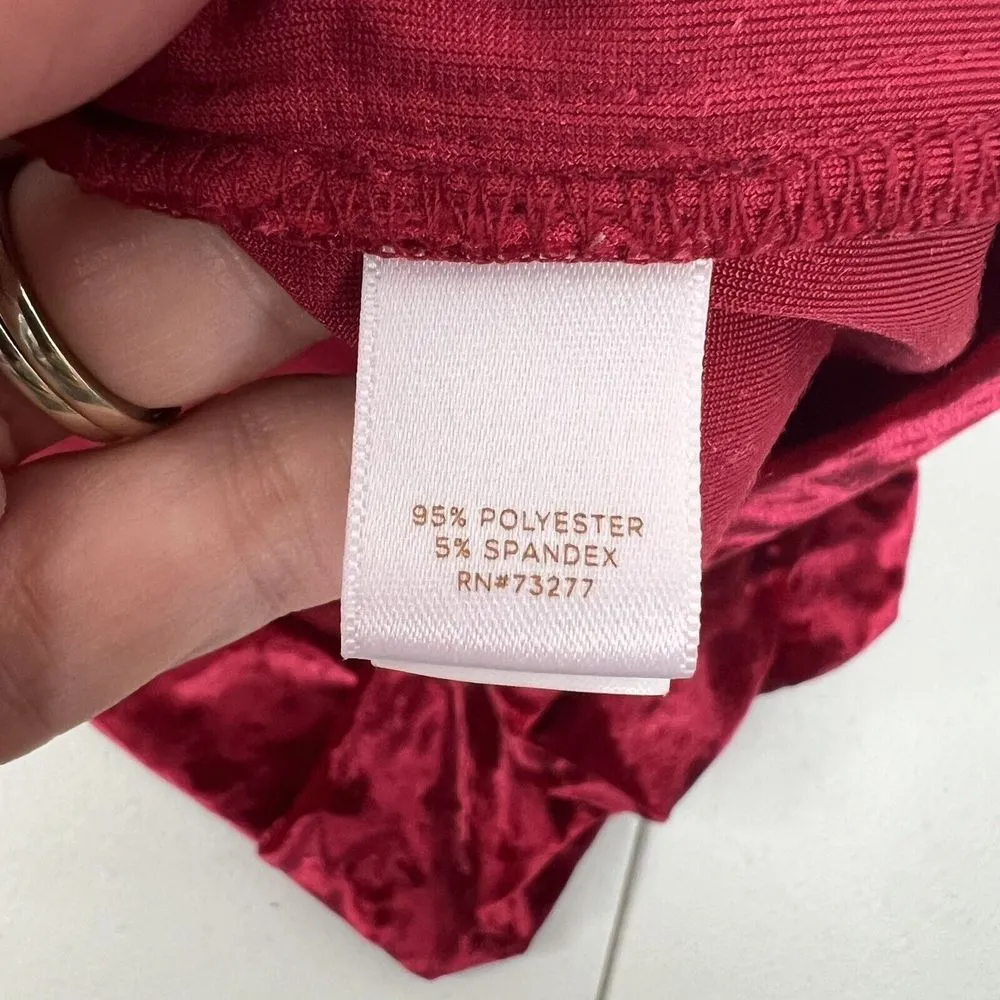 95% POLYESTER
5% SPANDEX
RN#73277